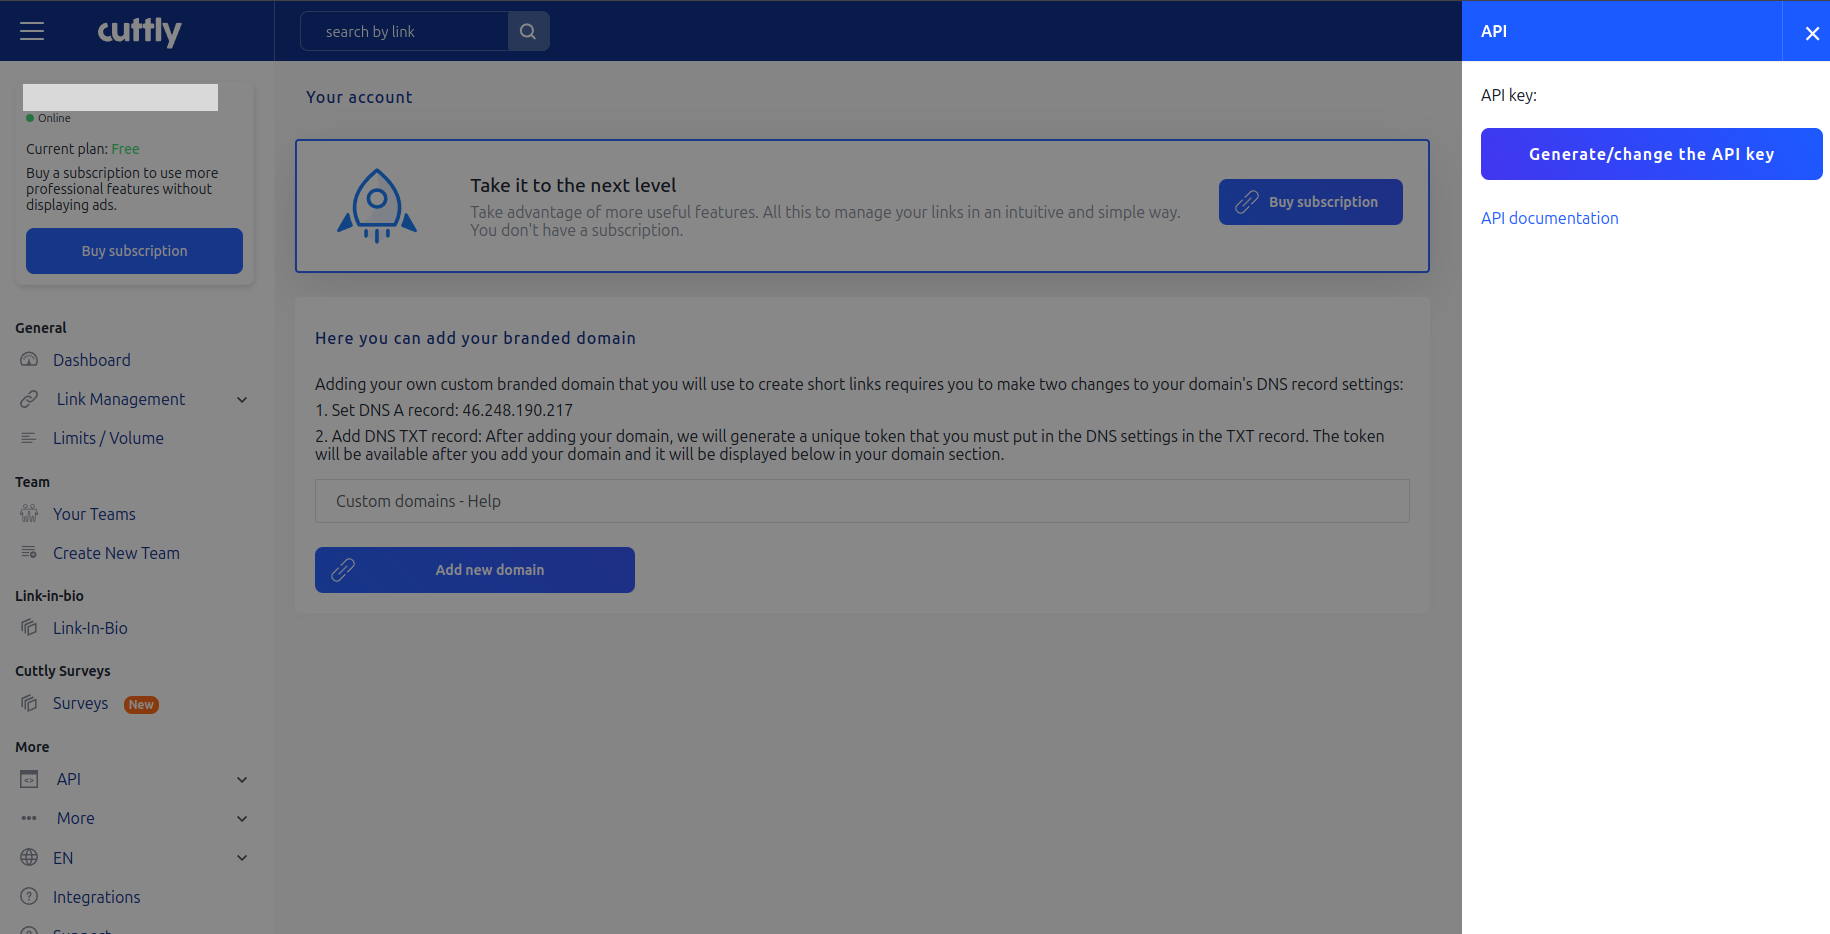 cuttly
search by link
API
Online
Current plan: Free
Buy a subscription to use more
professional features without
displaying ads.
Buy subscription
General
Dashboard
Link Management
Limits / Volume
Team
Your Teams
Create New Team
Link-in-bio
Link-In-Bio
Cuttly Surveys
Surveys New
More
API
More
EN
Integrations
Support
Your account
Take it to the next level
Take advantage of more useful features. All this to manage your links in an intuitive and simple way.
You don't have a subscription.
Buy subscription
Here you can add your branded domain
Adding your own custom branded domain that you will use to create short links requires you to make two changes to your domain's DNS record settings:
1. Set DNS A record: 46.248.190.217
2. Add DNS TXT record: After adding your domain, we will generate a unique token that you must put in the DNS settings in the TXT record. The token
will be available after you add your domain and it will be displayed below in your domain section.
Custom domains - Help
Add new domain
API key:
Generate/change the API key
API documentation